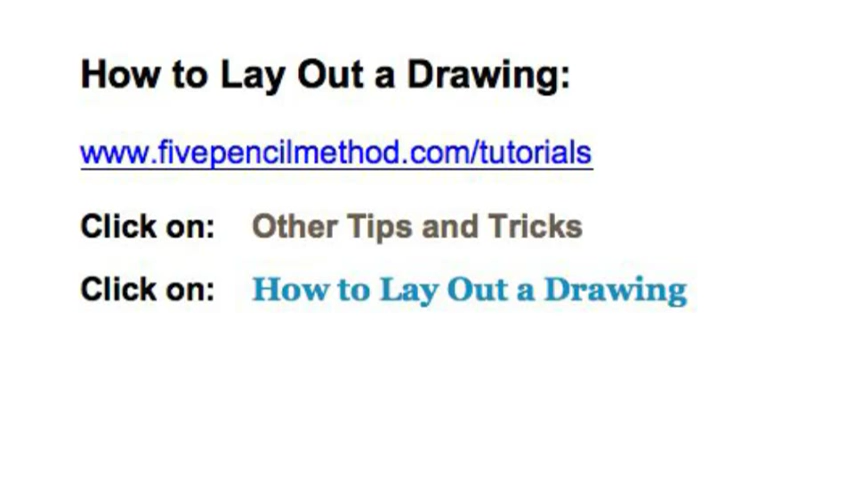 How to Lay Out a Drawing:
www.fivepencilmethod.com/tutorials
Click on: Other Tips and Tricks
Click on: How to Lay Out a Drawing